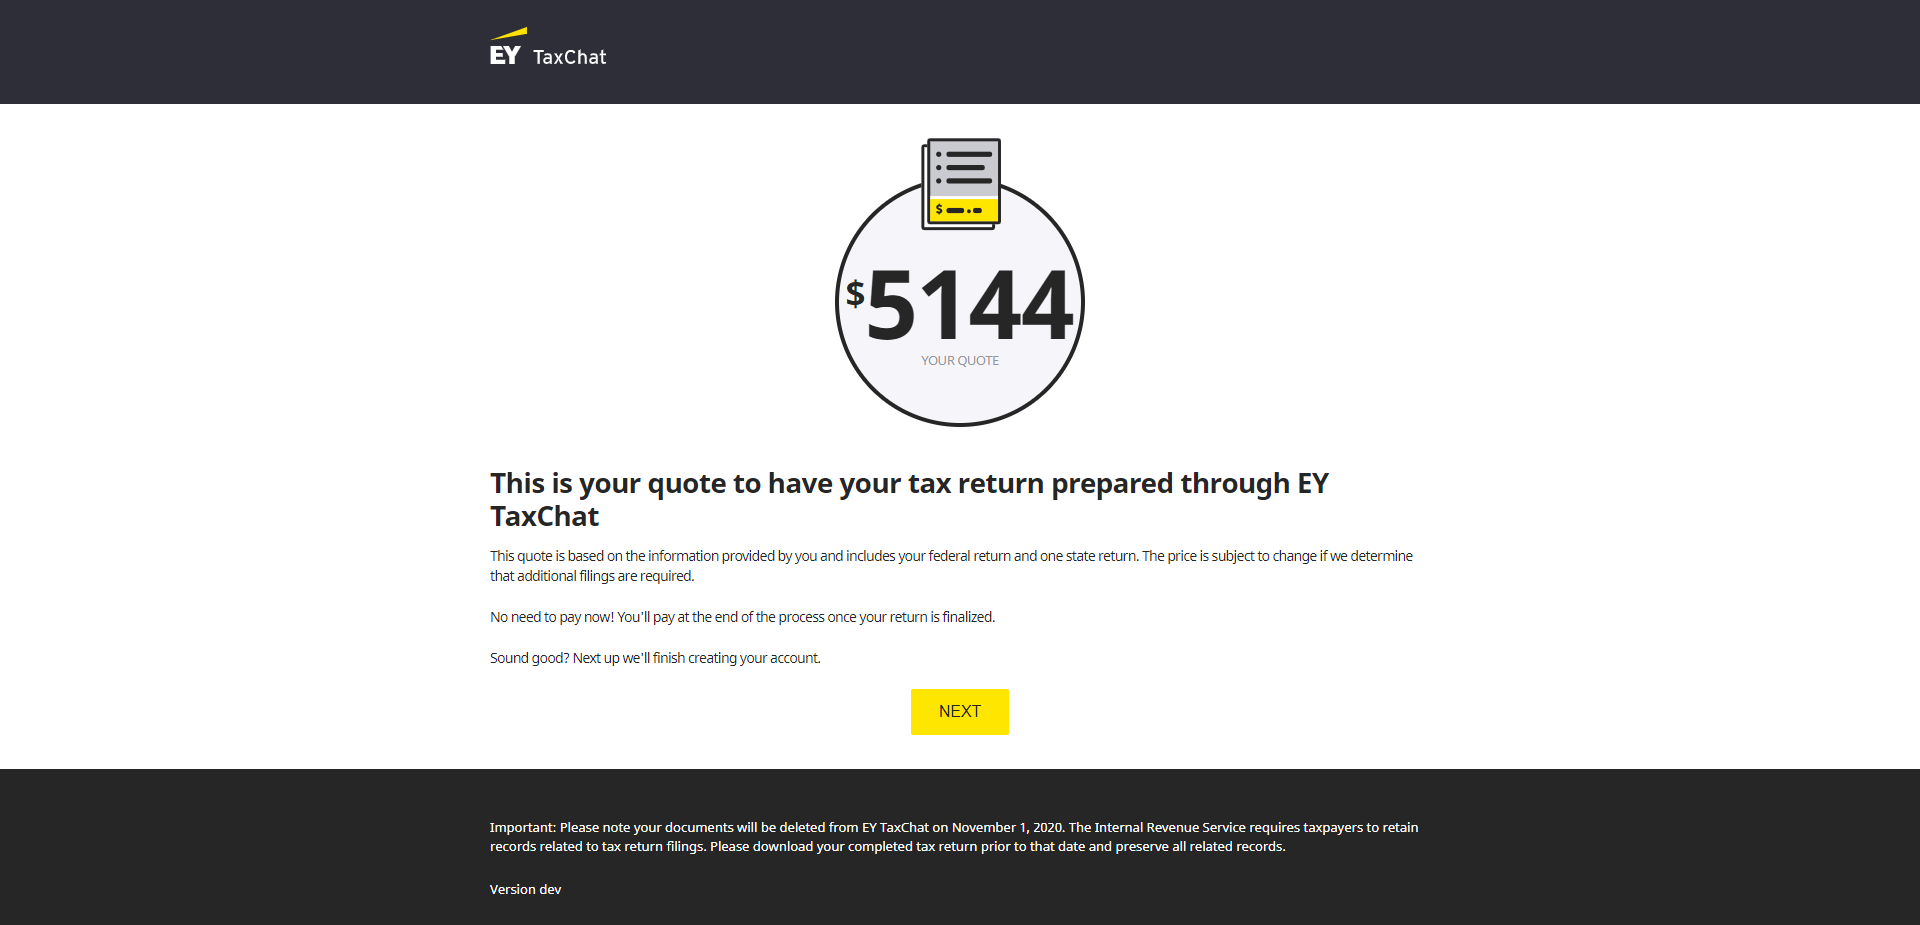 EY TaxChat
$
$5144
YOUR QUOTE
This is your quote to have your tax return prepared through EY
TaxChat
This quote is based on the information provided by you and includes your federal return and one state return. The price is subject to change if we determine
that additional filings are required.
No need to pay now! You'll pay at the end of the process once your return is finalized.
Sound good? Next up we'll finish creating your account.
NEXT
Important: Please note your documents will be deleted from EY TaxChat on November 1, 2020. The Internal Revenue Service requires taxpayers to retain
records related to tax return filings. Please download your completed tax return prior to that date and preserve all related records.
Version dev